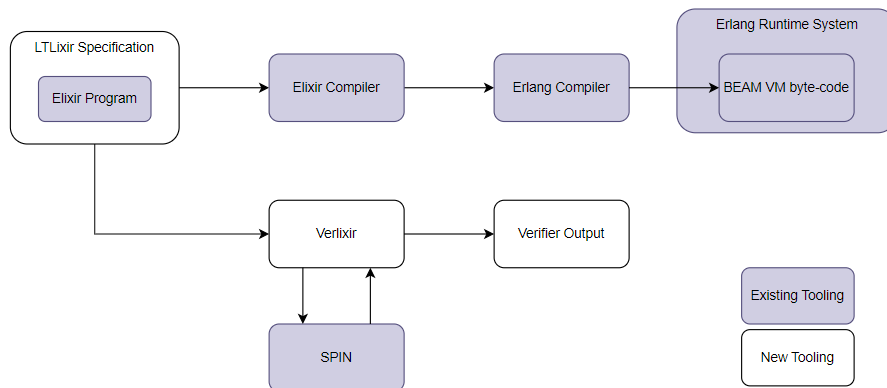 LTLixir Specification
Elixir Program
Elixir Compiler
Erlang Compiler
Erlang Runtime System
BEAM VM byte-code
Verlixir
Verifier Output
SPIN
Existing Tooling
New Tooling